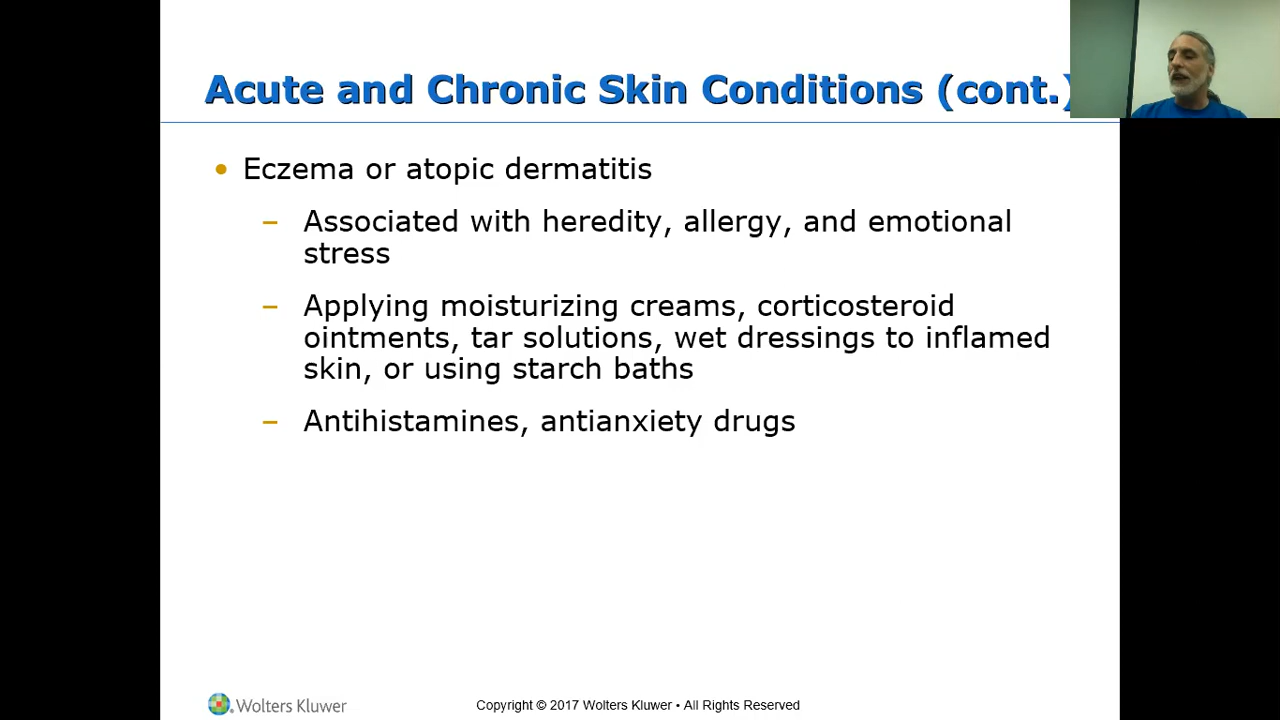 Acute and Chronic Skin Conditions (cont.)
• Eczema or atopic dermatitis
– Associated with heredity, allergy, and emotional
stress
– Applying moisturizing creams, corticosteroid
ointments, tar solutions, wet dressings to inflamed
skin, or using starch baths
– Antihistamines, antianxiety drugs
Wolters Kluwer
Copyright © 2017 Wolters Kluwer • All Rights Reserved